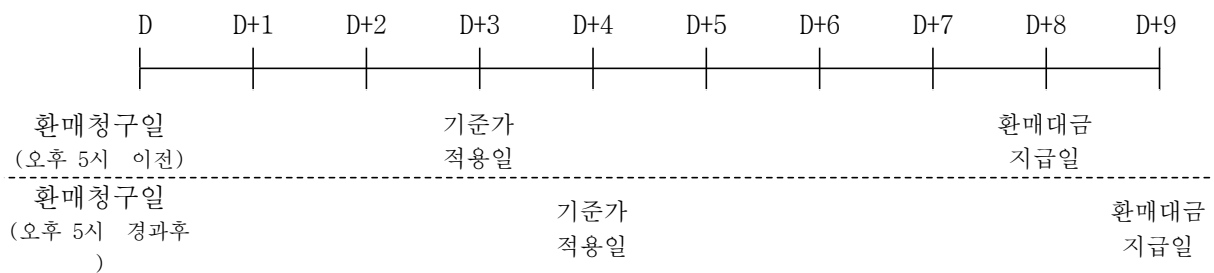 D D+1 D+2 D+3 D+4 D+5 D+6 D+7 D+8 D+9
환매청구일 기준가 환매대금
(오후 5시 이전) 적용일 지급일
환매청구일 기준가 환매대금
(오후 5시 경과후 적용일 지급일
)